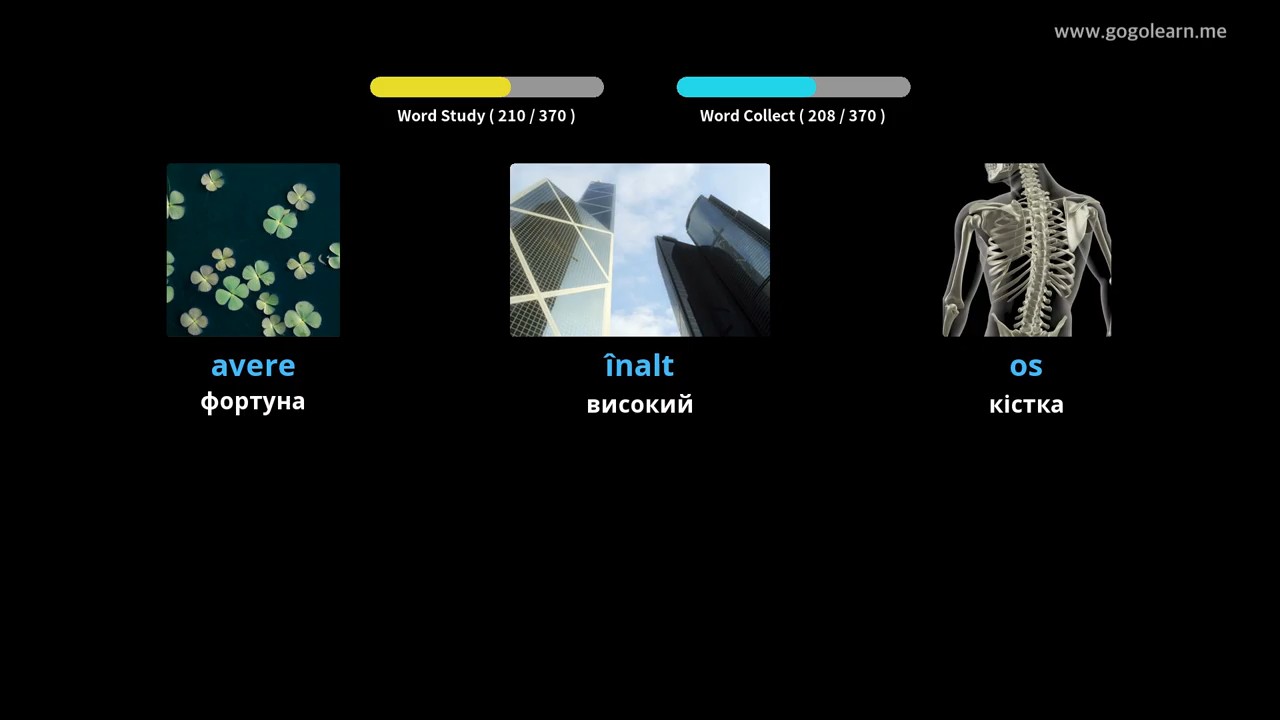 www.gogolearn.me
Word Study ( 210 / 370 )
Word Collect ( 208 / 370 )
avere
înalt
os
фортуна
високий
кістка